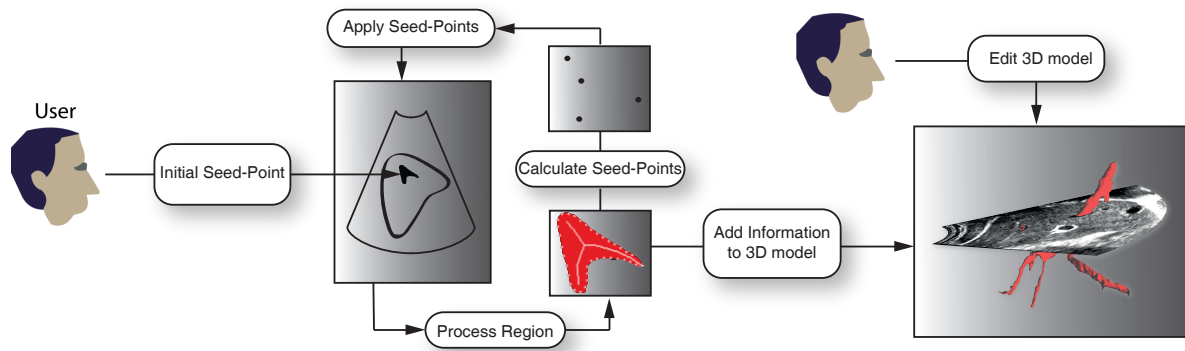 Apply Seed-Points
User
Initial Seed-Point
Calculate Seed-Points
Process Region
Add Information
to 3D model
Edit 3D model